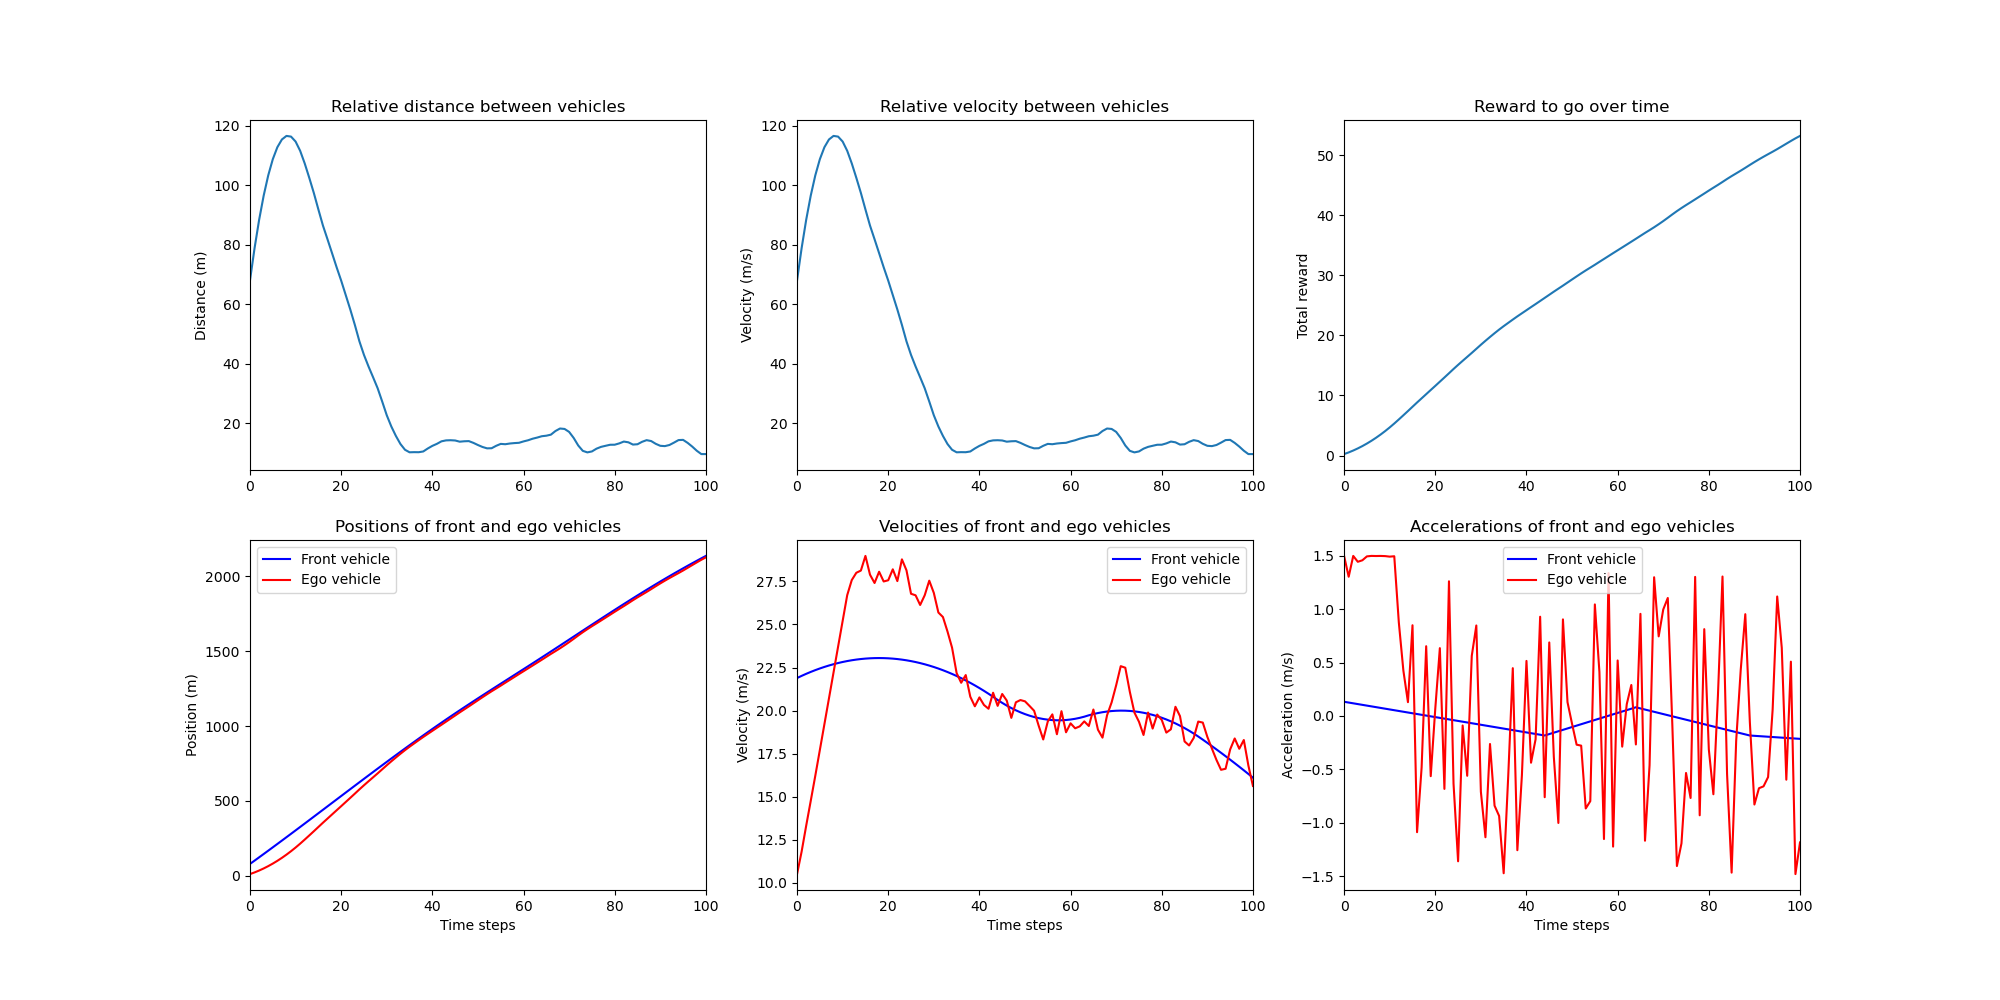 Relative distance between vehicles
Distance (m)
120
100
80
60
40
20
0 20 40 60 80 100
Relative velocity between vehicles
Velocity (m/s)
120
100
80
60
40
20
0 20 40 60 80 100
Reward to go over time
Total reward
50
40
30
20
10
0
0 20 40 60 80 100
Positions of front and ego vehicles
Front vehicle
Ego vehicle
Position (m)
2000
1500
1000
500
0
0 20 40 60 80 100
Time steps
Velocities of front and ego vehicles
Front vehicle
Ego vehicle
Velocity (m/s)
27.5
25.0
22.5
20.0
17.5
15.0
12.5
10.0
0 20 40 60 80 100
Time steps
Accelerations of front and ego vehicles
Front vehicle
Ego vehicle
Acceleration (m/s)
1.5
1.0
0.5
0.0
−0.5
−1.0
−1.5
0 20 40 60 80 100
Time steps